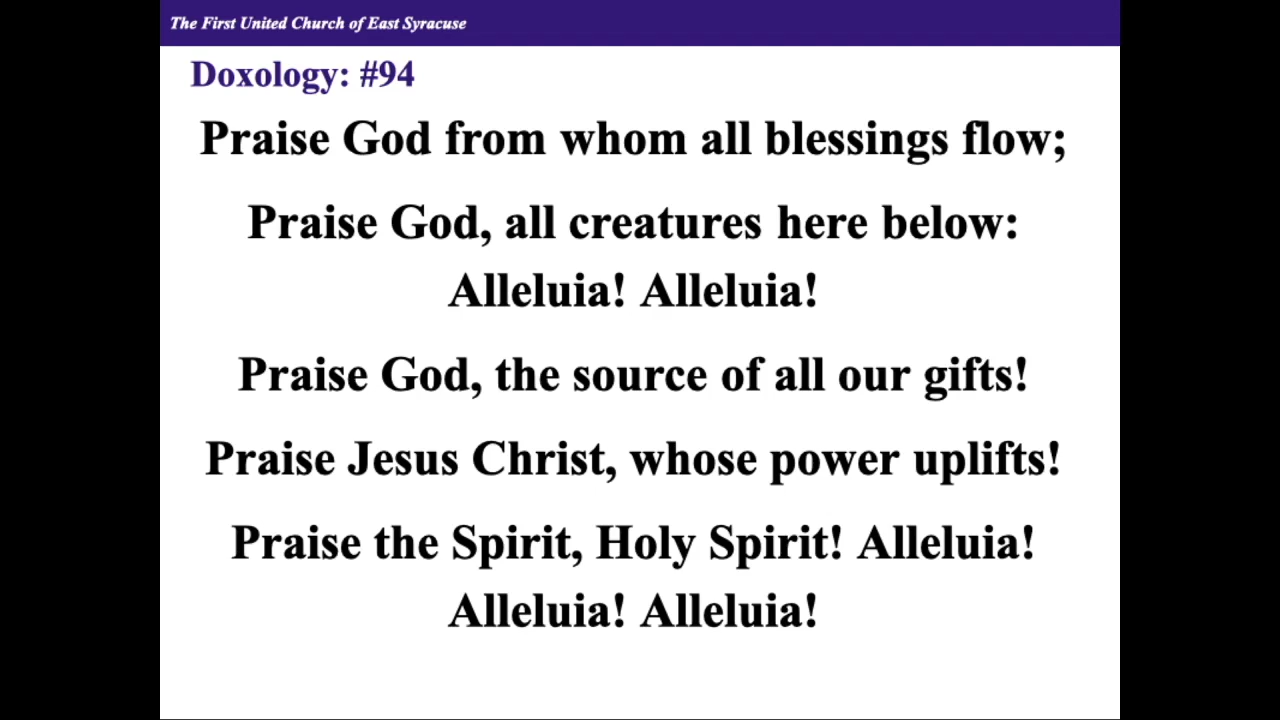 The First United Church of East Syracuse
Doxology: #94
Praise God from whom all blessings flow;
Praise God, all creatures here below:
Alleluia! Alleluia!
Praise God, the source of all our gifts!
Praise Jesus Christ, whose power uplifts!
Praise the Spirit, Holy Spirit! Alleluia!
Alleluia! Alleluia!